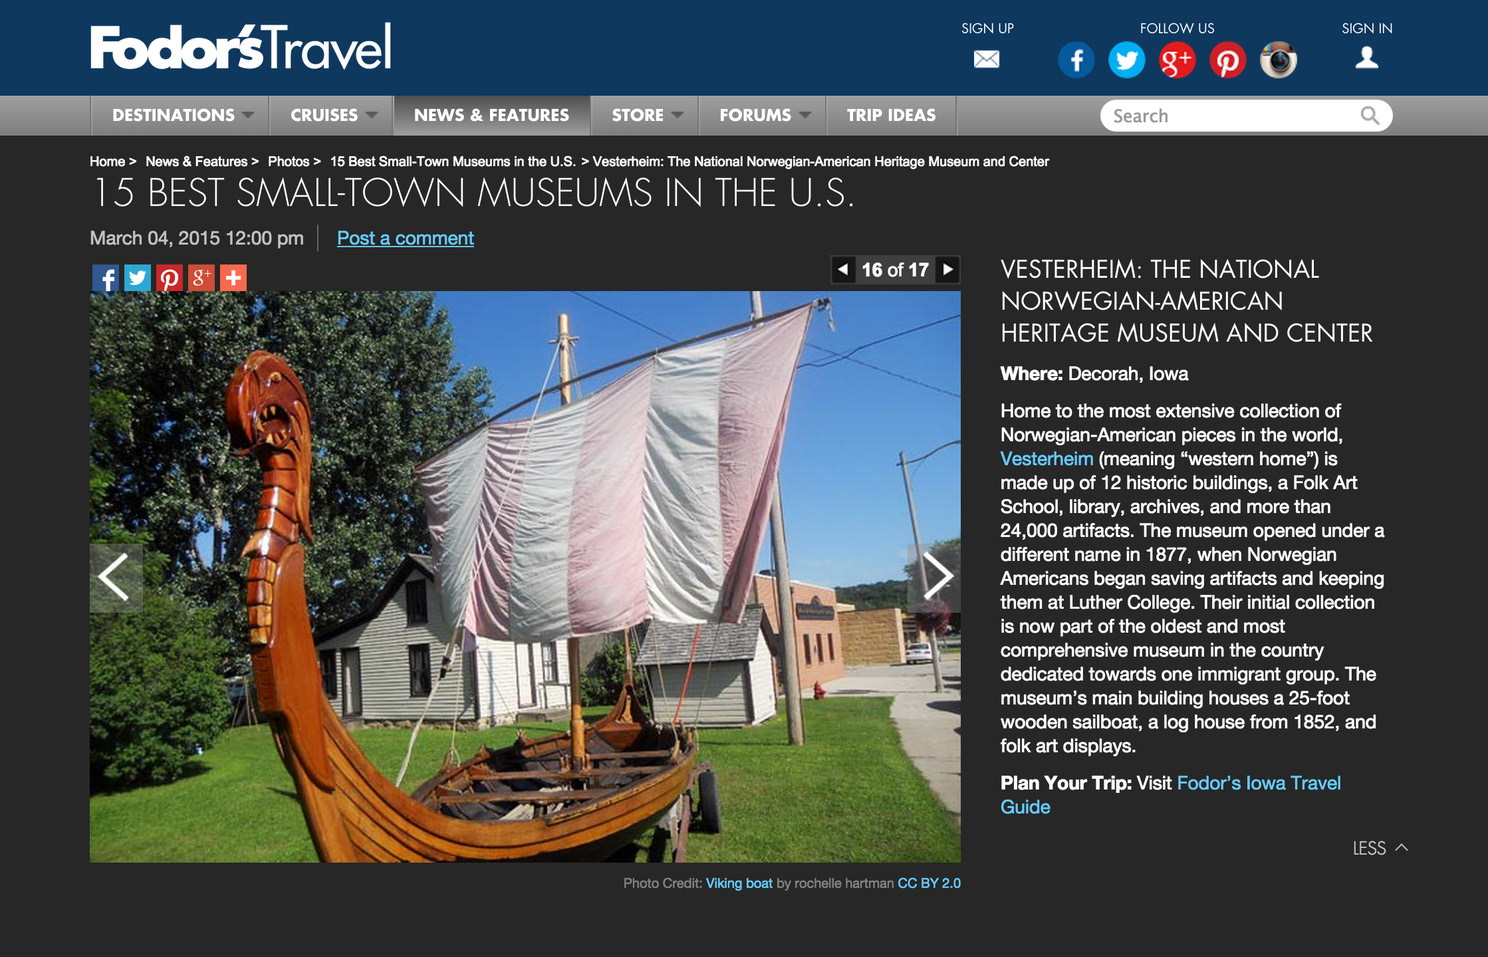 Fodor'sTravel
SIGN UP
FOLLOW US
SIGN IN
DESTINATIONS
CRUISES
NEWS & FEATURES
STORE
FORUMS
TRIP IDEAS
Search
Home > News & Features > Photos > 15 Best Small-Town Museums in the U.S. > Vesterheim: The National Norwegian-American Heritage Museum and Center
15 BEST SMALL-TOWN MUSEUMS IN THE U.S.
March 04, 2015 12:00 pm
Post a comment
16 of 17
VESTERHEIM: THE NATIONAL
NORWEGIAN-AMERICAN
HERITAGE MUSEUM AND CENTER
Where: Decorah, Iowa
Home to the most extensive collection of
Norwegian-American pieces in the world,
Vesterheim (meaning “western home”) is
made up of 12 historic buildings, a Folk Art
School, library, archives, and more than
24,000 artifacts. The museum opened under a
different name in 1877, when Norwegian
Americans began saving artifacts and keeping
them at Luther College. Their initial collection
is now part of the oldest and most
comprehensive museum in the country
dedicated towards one immigrant group. The
museum’s main building houses a 25-foot
wooden sailboat, a log house from 1852, and
folk art displays.
Plan Your Trip: Visit Fodor’s Iowa Travel
Guide
LESS
Photo Credit: Viking boat by rochelle hartman CC BY 2.0